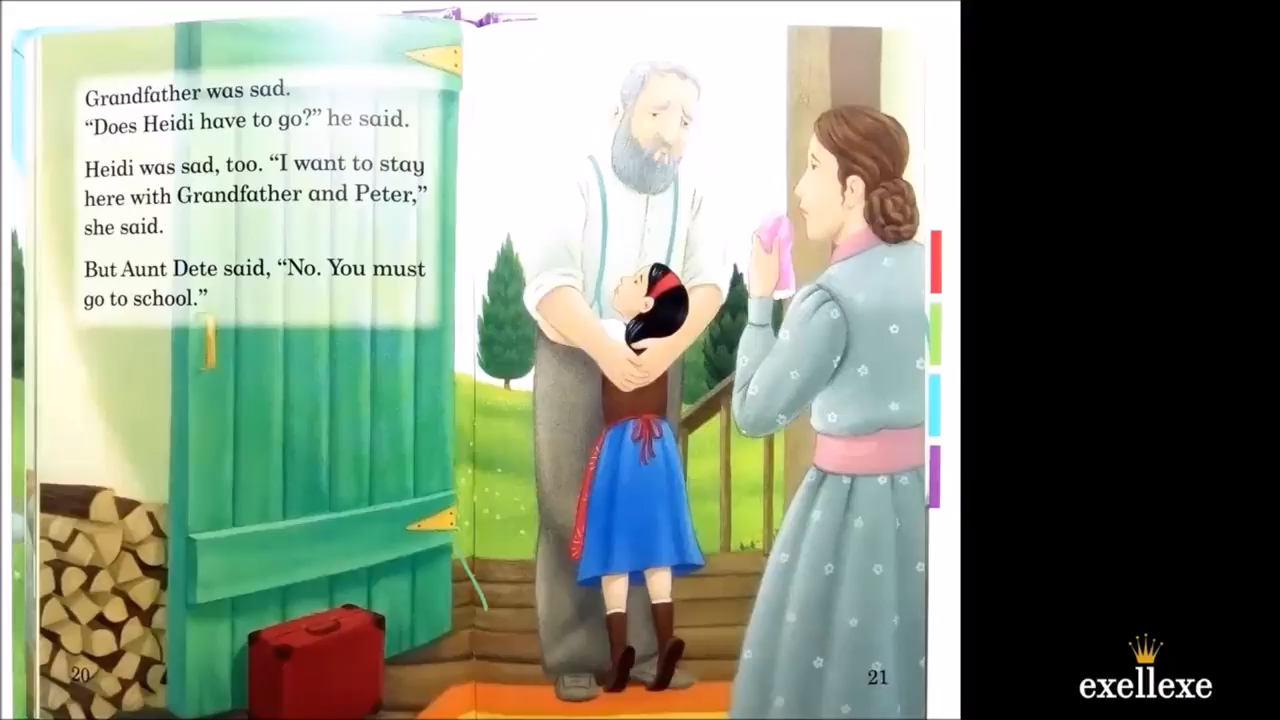 Grandfather was sad.
“Does Heidi have to go?” he said.
Heidi was sad, too. “I want to stay
here with Grandfather and Peter,”
she said.
But Aunt Dete said, “No. You must
go to school.”
20
21
exellexe